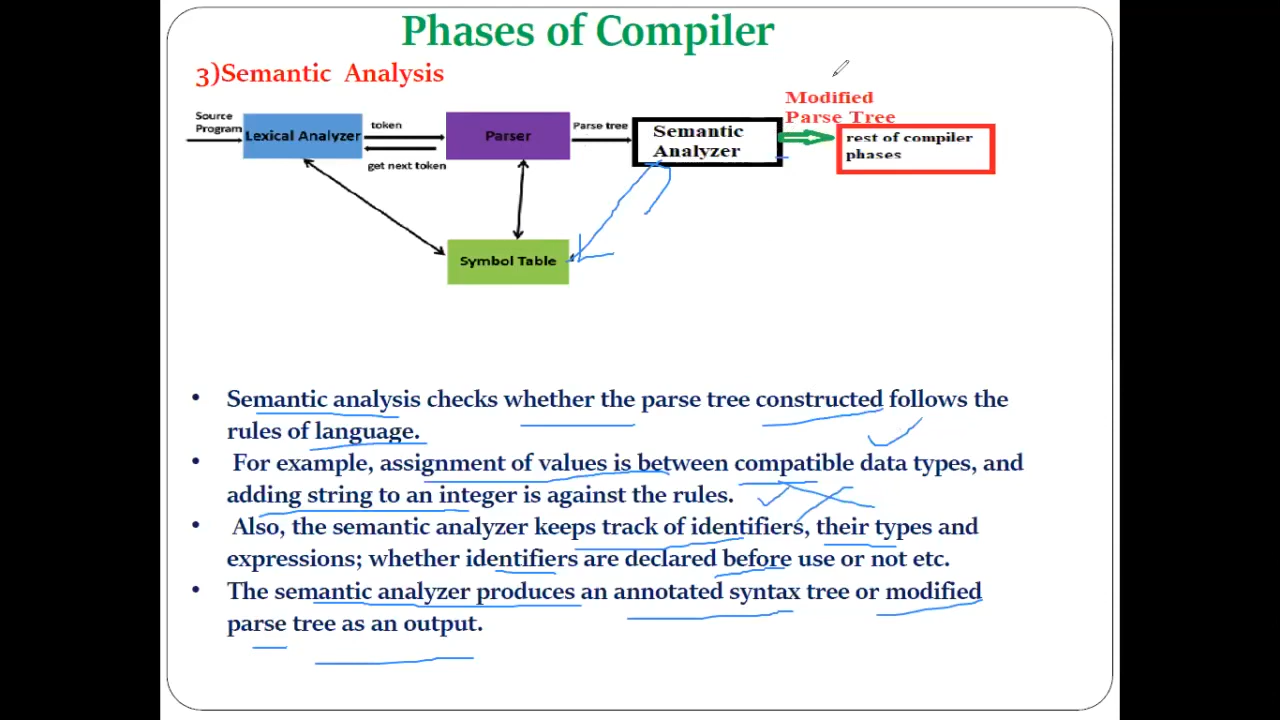 Phases of Compiler
3)Semantic Analysis
Source
Program
Lexical Analyzer
token
get next token
Parser
Parse tree
Semantic
Analyzer
Modified
Parse Tree
rest of compiler
phases
Symbol Table
• Semantic analysis checks whether the parse tree constructed follows the
rules of language.
• For example, assignment of values is between compatible data types, and
adding string to an integer is against the rules.
• Also, the semantic analyzer keeps track of identifiers, their types and
expressions; whether identifiers are declared before use or not etc.
• The semantic analyzer produces an annotated syntax tree or modified
parse tree as an output.